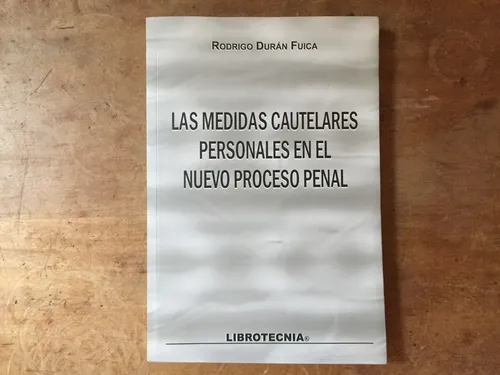 RODRIGO DURÁN FUICA
LAS MEDIDAS CAUTELARES
PERSONALES EN EL
NUEVO PROCESO PENAL
LIBROTECNIA®